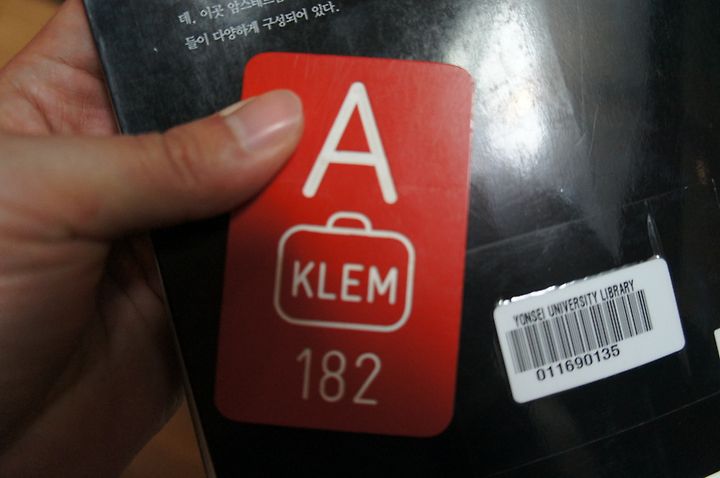 데, 이곳 암스테르
들이 다양하게 구성되어 있다.
A
KLEM
182
YONSEI UNIVERSITY LIBRARY
011690135